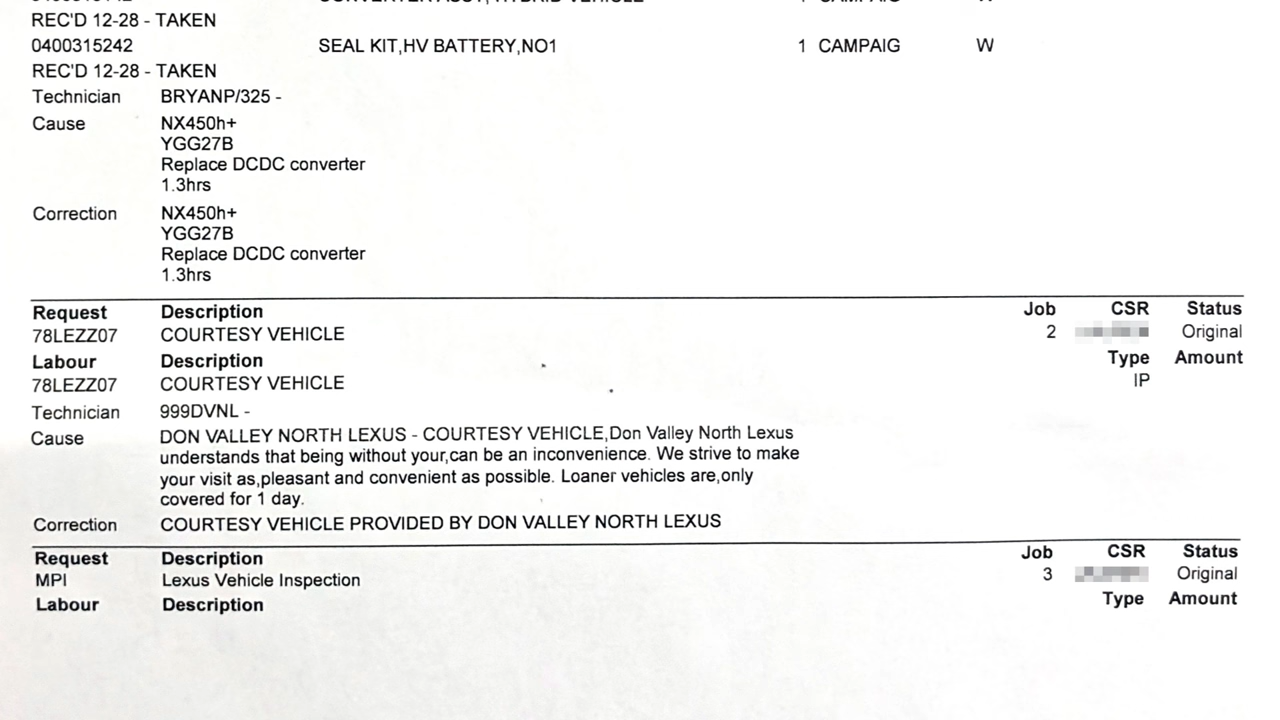 CAMPAIG W
REC'D 12-28 - TAKEN
0400315242 SEAL KIT,HV BATTERY,NO1 1 CAMPAIG W
REC'D 12-28 - TAKEN
Technician BRYANP/325 -
Cause NX450h+
YGG27B
Replace DCDC converter
1.3hrs
Correction NX450h+
YGG27B
Replace DCDC converter
1.3hrs
Request Description Job CSR Status
78LEZZ07 COURTESY VEHICLE 2 Original
Labour Description Type Amount
78LEZZ07 COURTESY VEHICLE IP
Technician 999DVNL -
Cause DON VALLEY NORTH LEXUS - COURTESY VEHICLE,Don Valley North Lexus
understands that being without your,can be an inconvenience. We strive to make
your visit as,pleasant and convenient as possible. Loaner vehicles are,only
covered for 1 day.
Correction COURTESY VEHICLE PROVIDED BY DON VALLEY NORTH LEXUS
Request Description Job CSR Status
MPI Lexus Vehicle Inspection 3 Original
Labour Description Type Amount